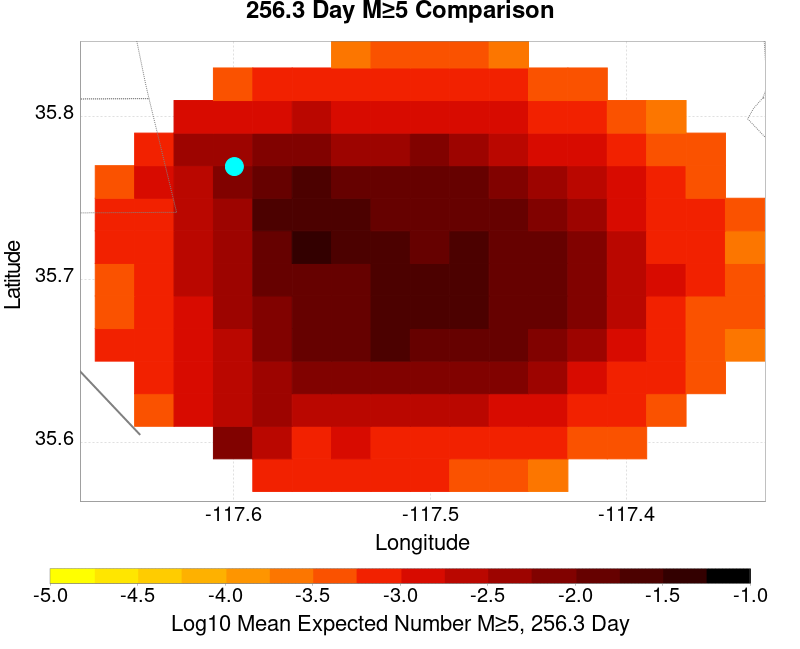 256.3 Day M≥5 Comparison
35.8
35.7
35.6
Latitude
-117.6 -117.5 -117.4
Longitude
-5.0 -4.5 -4.0 -3.5 -3.0 -2.5 -2.0 -1.5 -1.0
Log10 Mean Expected Number M≥5, 256.3 Day